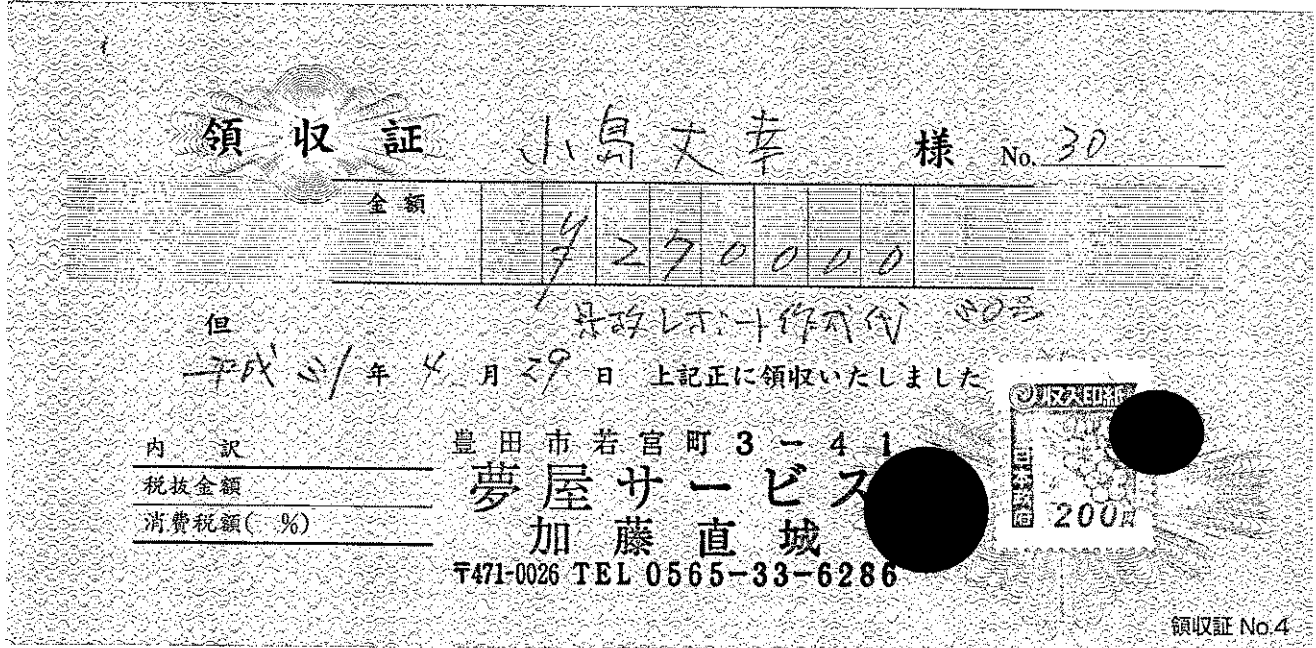 領収証 小島丈幸 様 No. 30
金額 ¥270000
但 県政レポート作成代 30号
平成31年4月29日 上記正に領収いたしました
収入印紙
日本政府
200円
内訳
税抜金額
消費税額( %)
豊田市若宮町3-41
夢屋サービス
加藤直城
〒471-0026 TEL 0565-33-6286
領収証 No.4